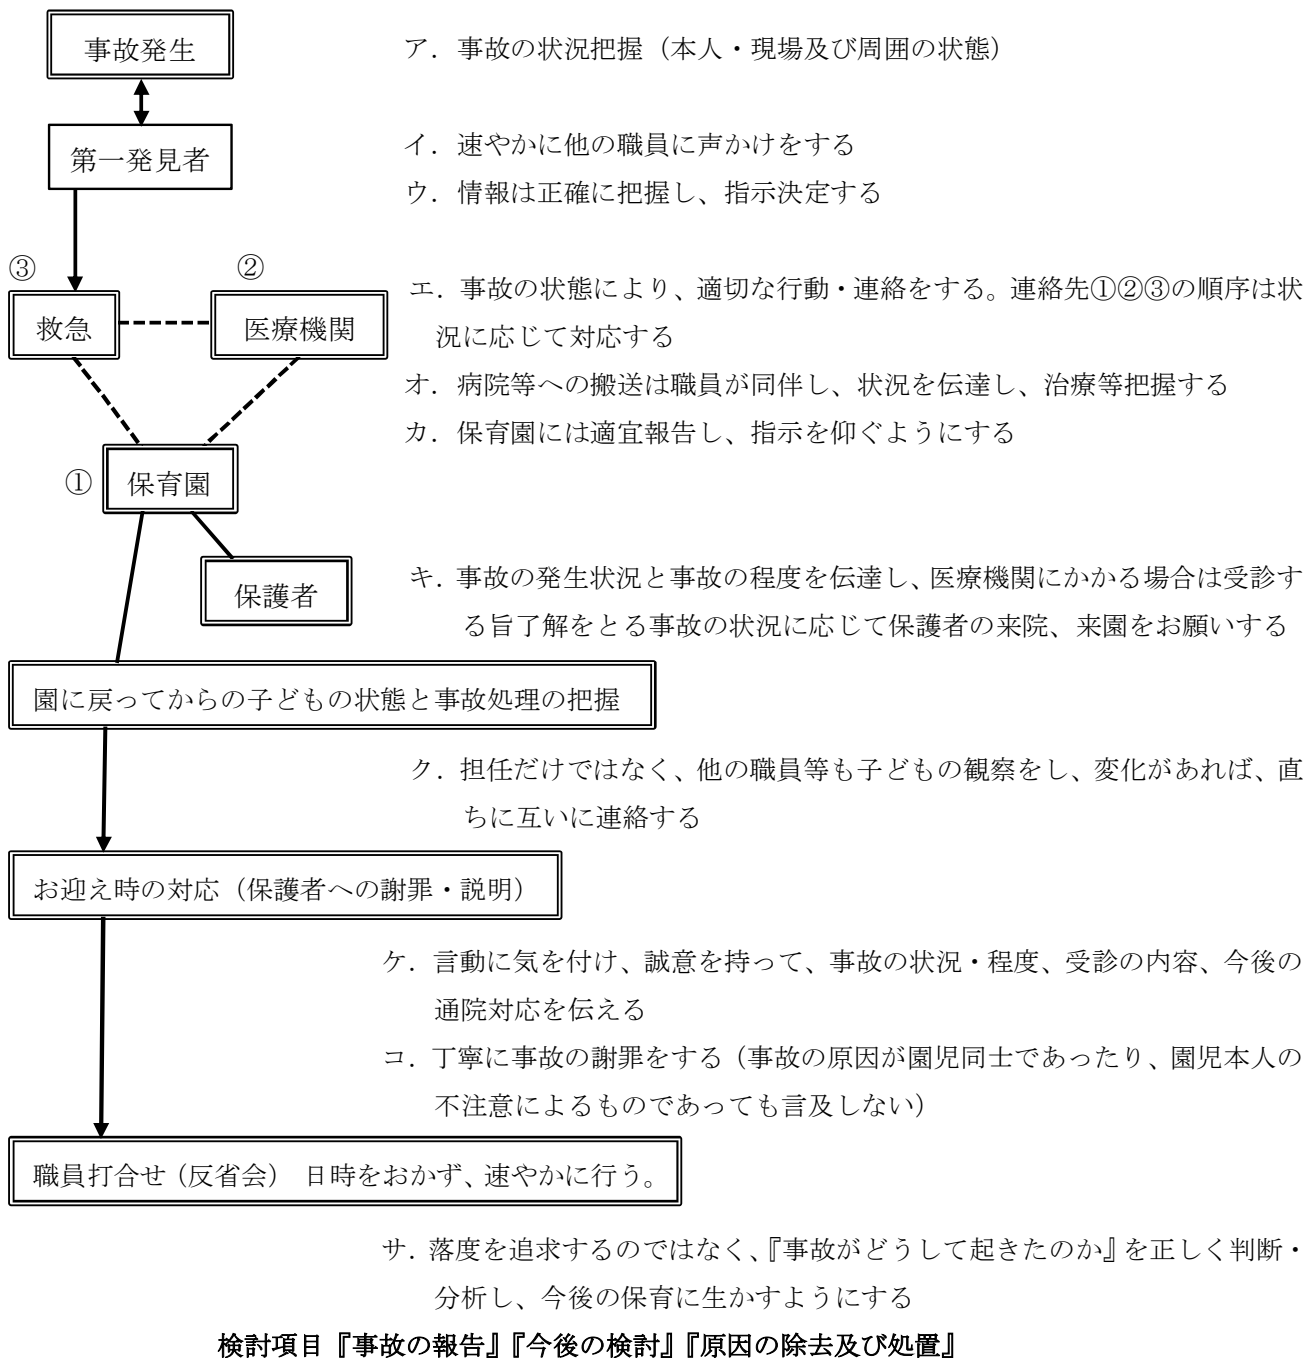 事故発生
ア．事故の状況把握（本人・現場及び周囲の状態）
第一発見者
イ．速やかに他の職員に声かけをする
ウ．情報は正確に把握し、指示決定する
③
②
救急
医療機関
エ．事故の状態により、適切な行動・連絡をする。連絡先①②③の順序は状
況に応じて対応する
オ．病院等への搬送は職員が同伴し、状況を伝達し、治療等把握する
カ．保育園には適宜報告し、指示を仰ぐようにする
①
保育園
保護者
キ．事故の発生状況と事故の程度を伝達し、医療機関にかかる場合は受診す
る旨了解をとる事故の状況に応じて保護者の来院、来園をお願いする
園に戻ってからの子どもの状態と事故処理の把握
ク．担任だけではなく、他の職員等も子どもの観察をし、変化があれば、直
ちに互いに連絡する
お迎え時の対応（保護者への謝罪・説明）
ケ．言動に気を付け、誠意を持って、事故の状況・程度、受診の内容、今後の
通院対応を伝える
コ．丁寧に事故の謝罪をする（事故の原因が園児同士であったり、園児本人の
不注意によるものであっても言及しない）
職員打合せ（反省会） 日時をおかず、速やかに行う。
サ．落度を追求するのではなく、『事故がどうして起きたのか』を正しく判断・
分析し、今後の保育に生かすようにする
検討項目『事故の報告』『今後の検討』『原因の除去及び処置』